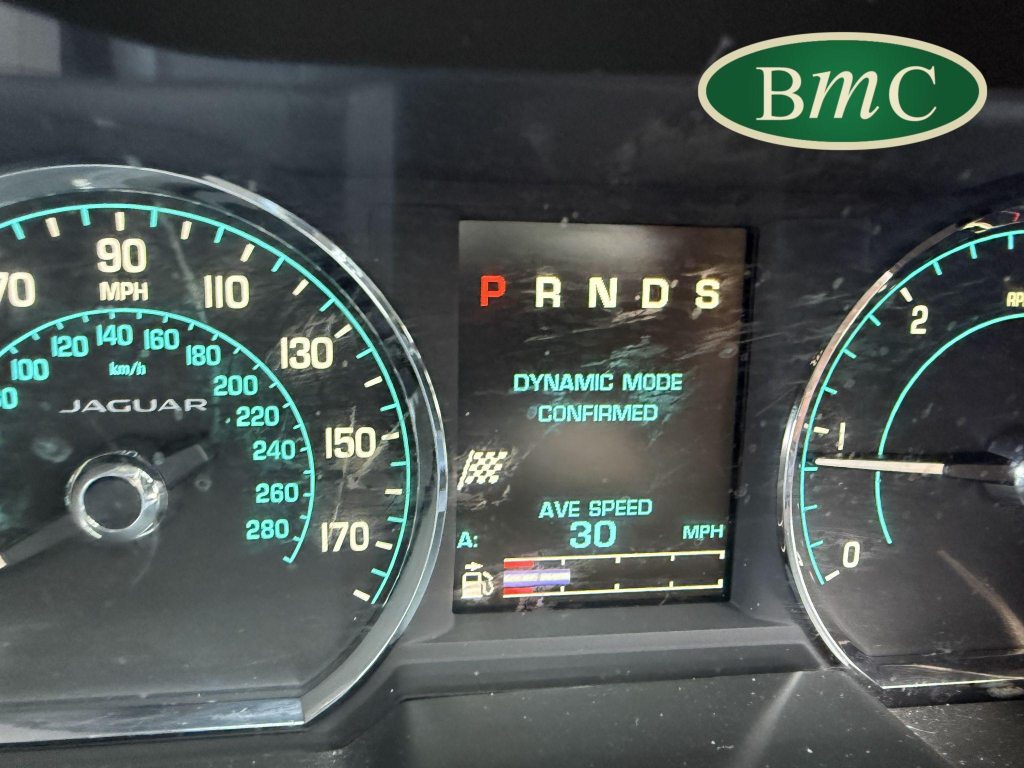 BmC
P R N D S
70
90
MPH
110
130
150
170
80
100
120
140
160
180
200
220
240
260
280
km/h
JAGUAR
DYNAMIC MODE
CONFIRMED
AVE SPEED
A: 30 MPH
2
1
0